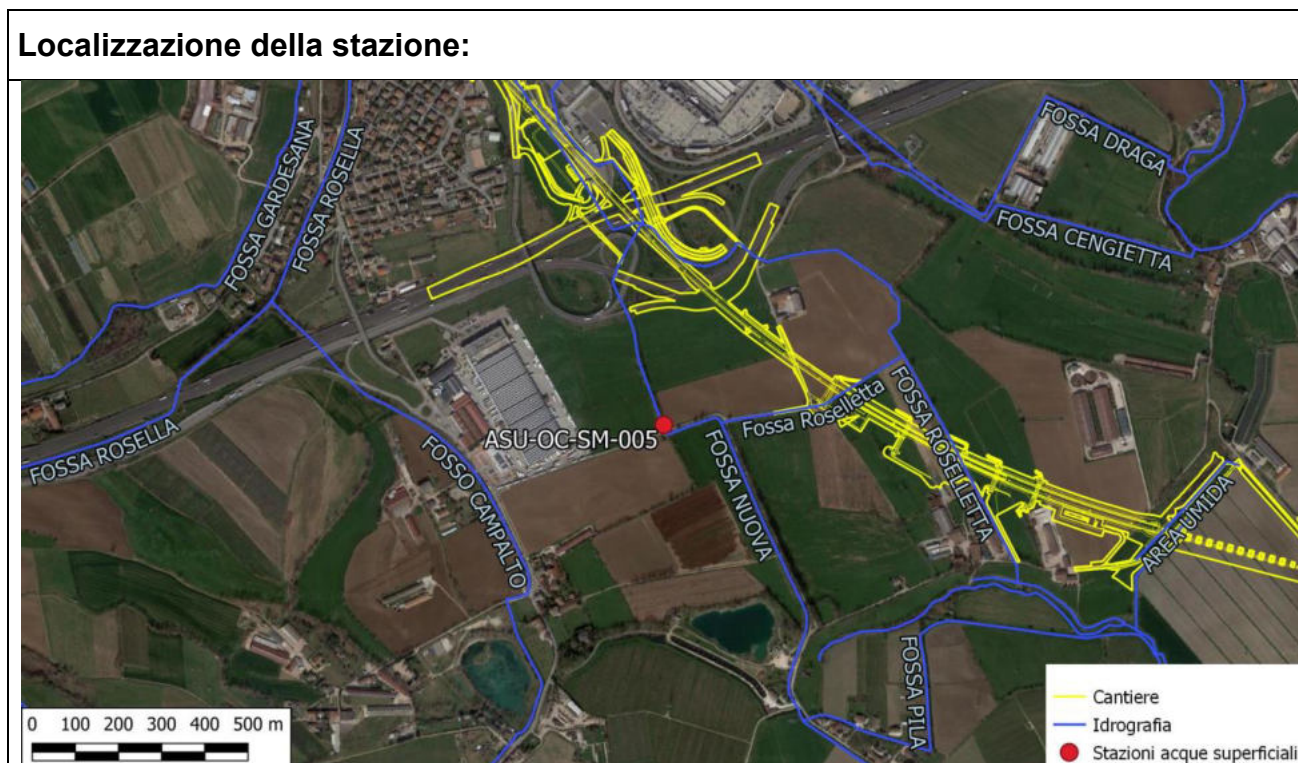 Localizzazione della stazione:
FOSSA GARDESANA
FOSSA ROSELLA
FOSSA DRAGA
FOSSA CENGIETTA
FOSSA ROSELLA
FOSSO CAMPALTO
ASU-OC-SM-005
FOSSA NUOVA
Fossa Roselletta
FOSSA ROSELLETTA
AREA UMIDA
FOSSA PILA
0 100 200 300 400 500 m
Cantiere
Idrografia
Stazioni acque superficiali